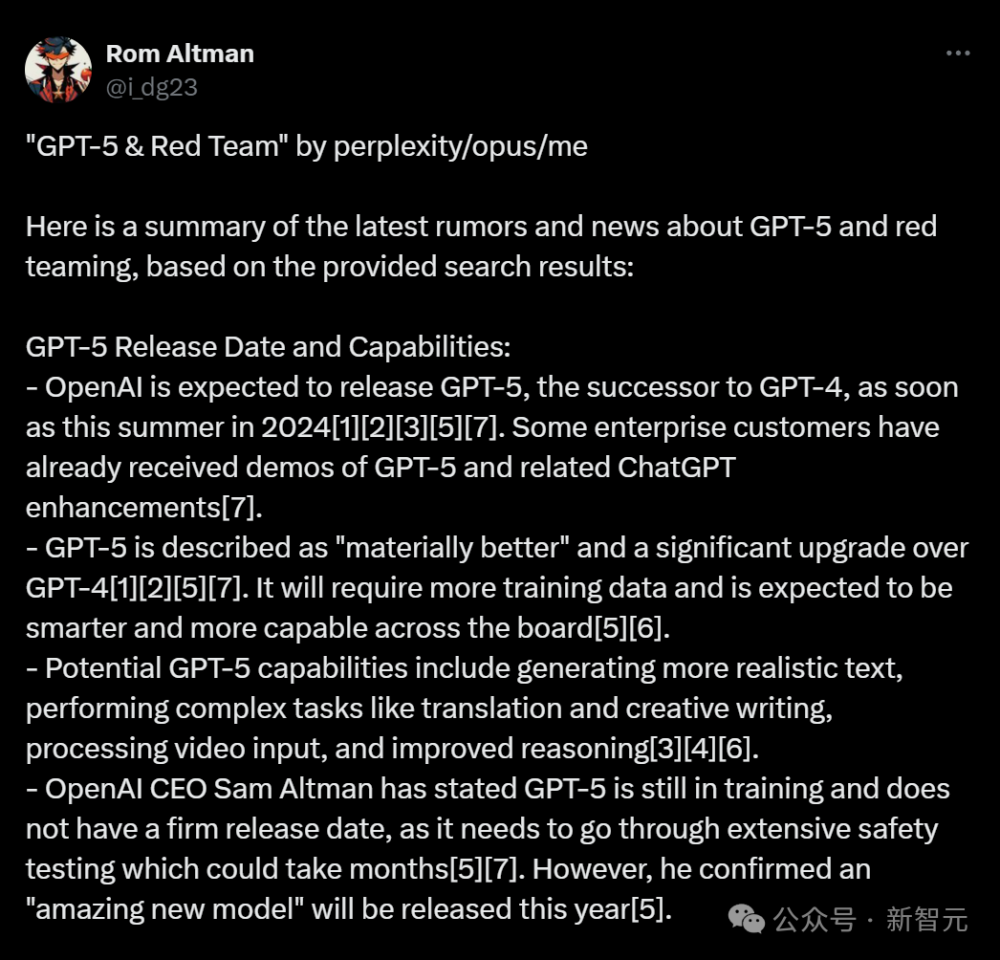 Rom Altman
@i_dg23
"GPT-5 & Red Team" by perplexity/opus/me
Here is a summary of the latest rumors and news about GPT-5 and red
teaming, based on the provided search results:
GPT-5 Release Date and Capabilities:
- OpenAI is expected to release GPT-5, the successor to GPT-4, as soon
as this summer in 2024[1][2][3][5][7]. Some enterprise customers have
already received demos of GPT-5 and related ChatGPT
enhancements[7].
- GPT-5 is described as "materially better" and a significant upgrade over
GPT-4[1][2][5][7]. It will require more training data and is expected to be
smarter and more capable across the board[5][6].
- Potential GPT-5 capabilities include generating more realistic text,
performing complex tasks like translation and creative writing,
processing video input, and improved reasoning[3][4][6].
- OpenAI CEO Sam Altman has stated GPT-5 is still in training and does
not have a firm release date, as it needs to go through extensive safety
testing which could take months[5][7]. However, he confirmed an
"amazing new model" will be released this year[5].
公众号 · 新智元